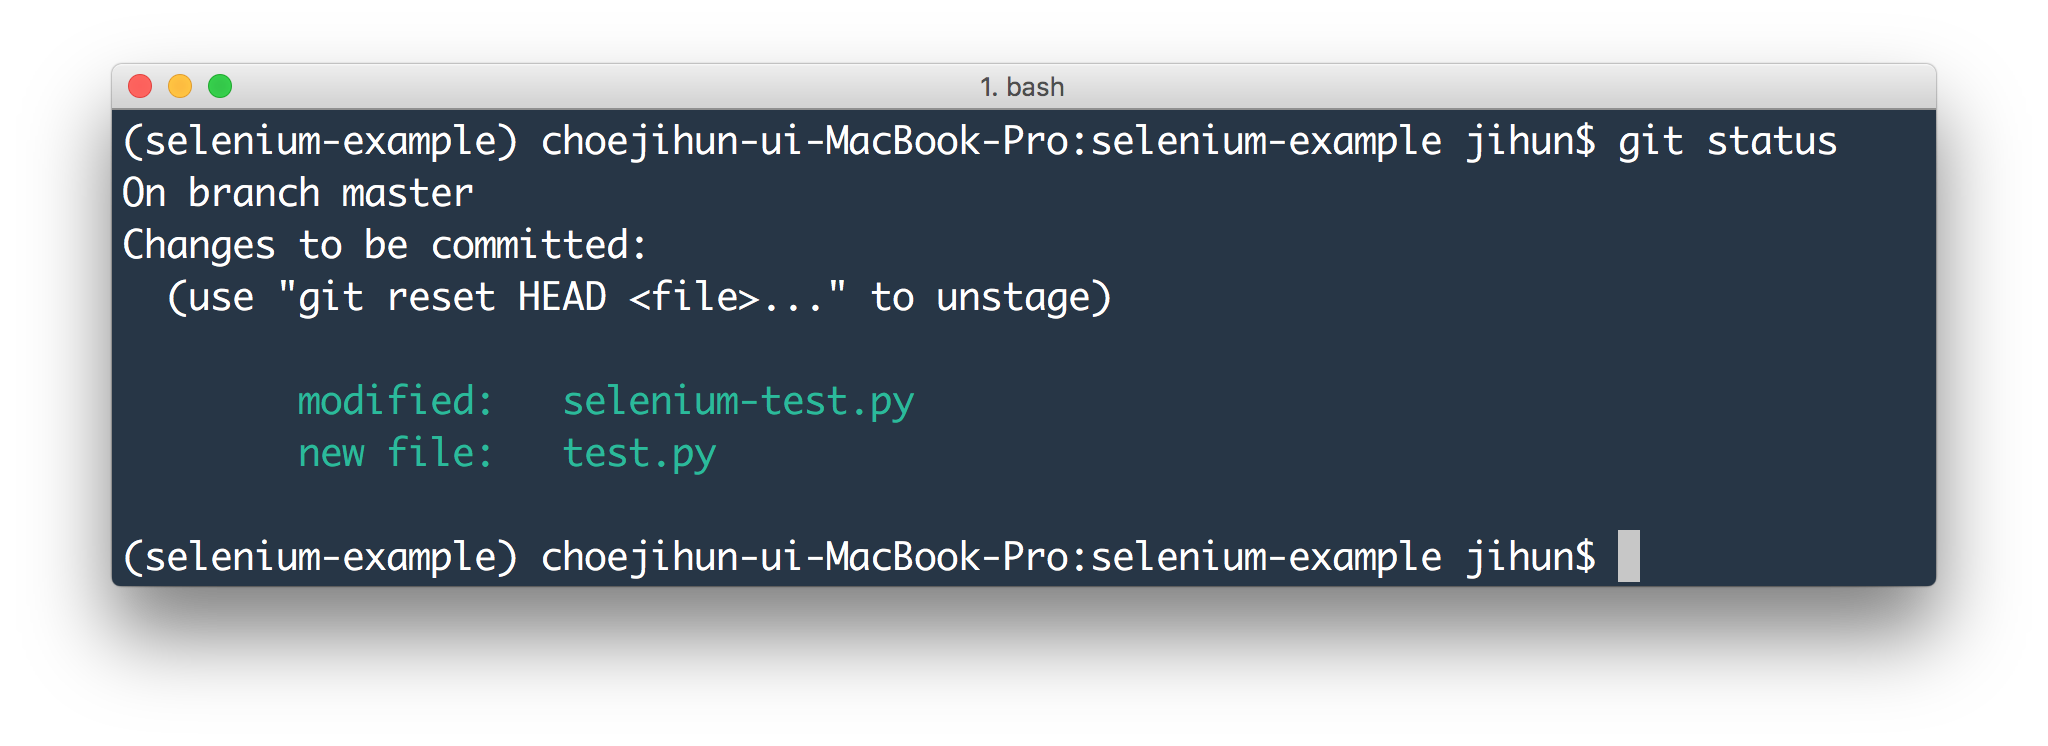 1. bash
(selenium-example) choejihun-ui-MacBook-Pro:selenium-example jihun$ git status
On branch master
Changes to be committed:
  (use "git reset HEAD <file>..." to unstage)
        modified:   selenium-test.py
        new file:   test.py
(selenium-example) choejihun-ui-MacBook-Pro:selenium-example jihun$